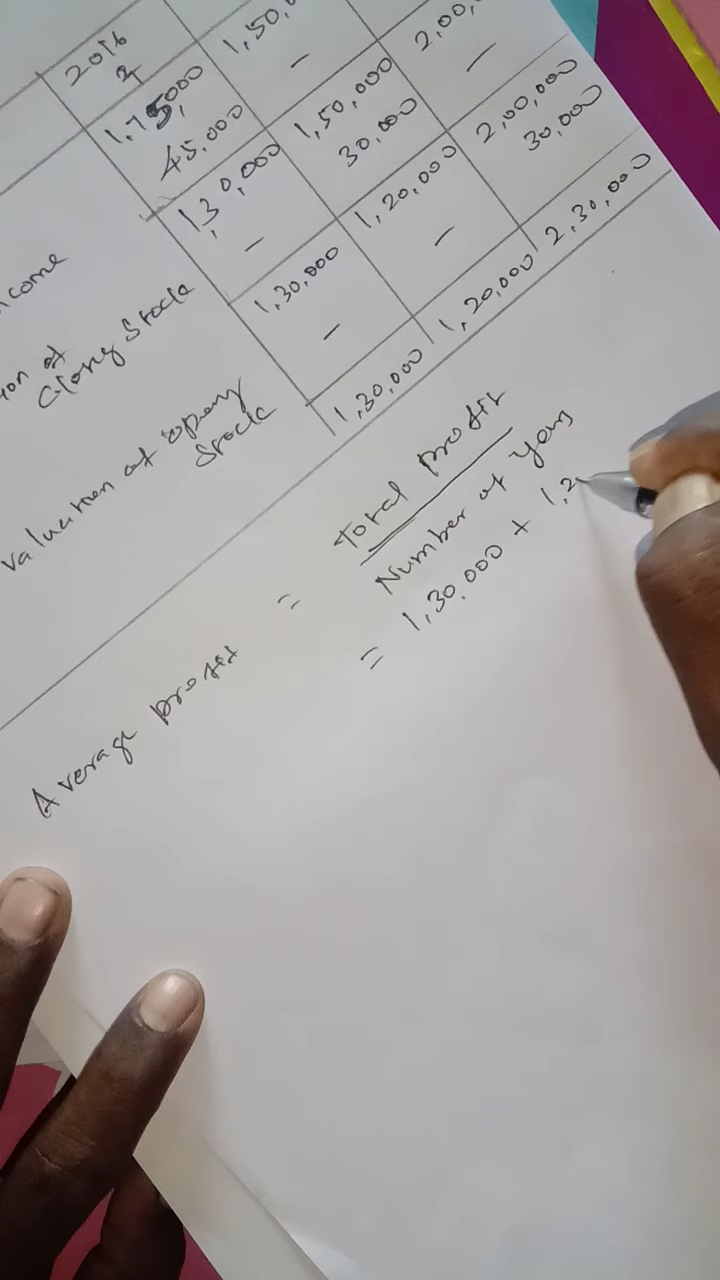 2016
₹
1,75,000 1,50,0 2,00,
45,000 — —
1,30,000 1,50,000 2,00,000
— 30,000 30,000
ncome
1,30,000 1,20,000 2,30,000
— —
ion of
Closing Stock
1,30,000 1,20,000
Valuation of opening
Stock
Average profit = Total profit
Number of years
= 1,30,000 + 1,2